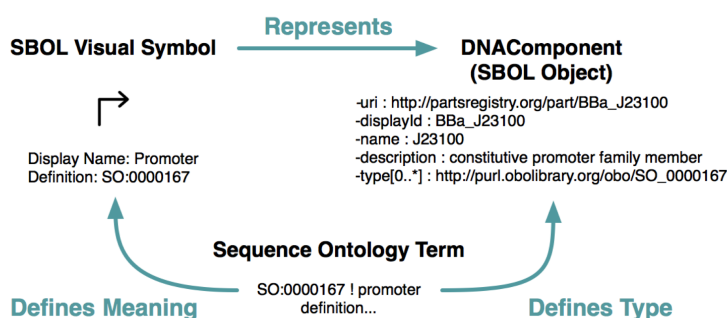 Represents
SBOL Visual Symbol
DNAComponent
(SBOL Object)
Display Name: Promoter
Definition: SO:0000167
-uri : http://partsregistry.org/part/BBa_J23100
-displayId : BBa_J23100
-name : J23100
-description : constitutive promoter family member
-type[0..*] : http://purl.obolibrary.org/obo/SO_0000167
Sequence Ontology Term
SO:0000167 ! promoter
definition...
Defines Meaning
Defines Type